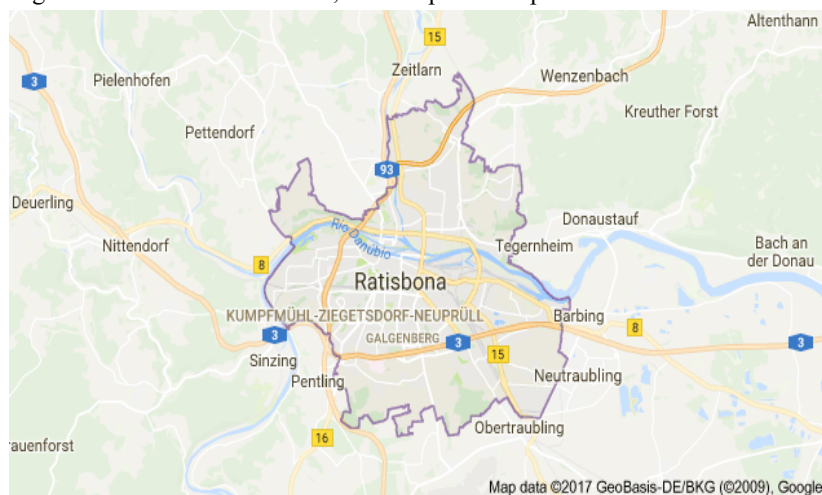 Altenthann
15
Zeitlarn
3
Wenzenbach
Pielenhofen
Kreuther Forst
Pettendorf
93
Deuerling
Donaustauf
Rio Danúbio
Nittendorf
Tegernheim
Bach an
der Donau
8
Ratisbona
KUMPFMÜHL-ZIEGETSDORF-NEUPRÜLL
Barbing
8
3
GALGENBERG
3
3
15
Sinzing
Pentling
Neutraubling
Obertraubling
16
rauenforst
Map data ©2017 GeoBasis-DE/BKG (©2009), Google